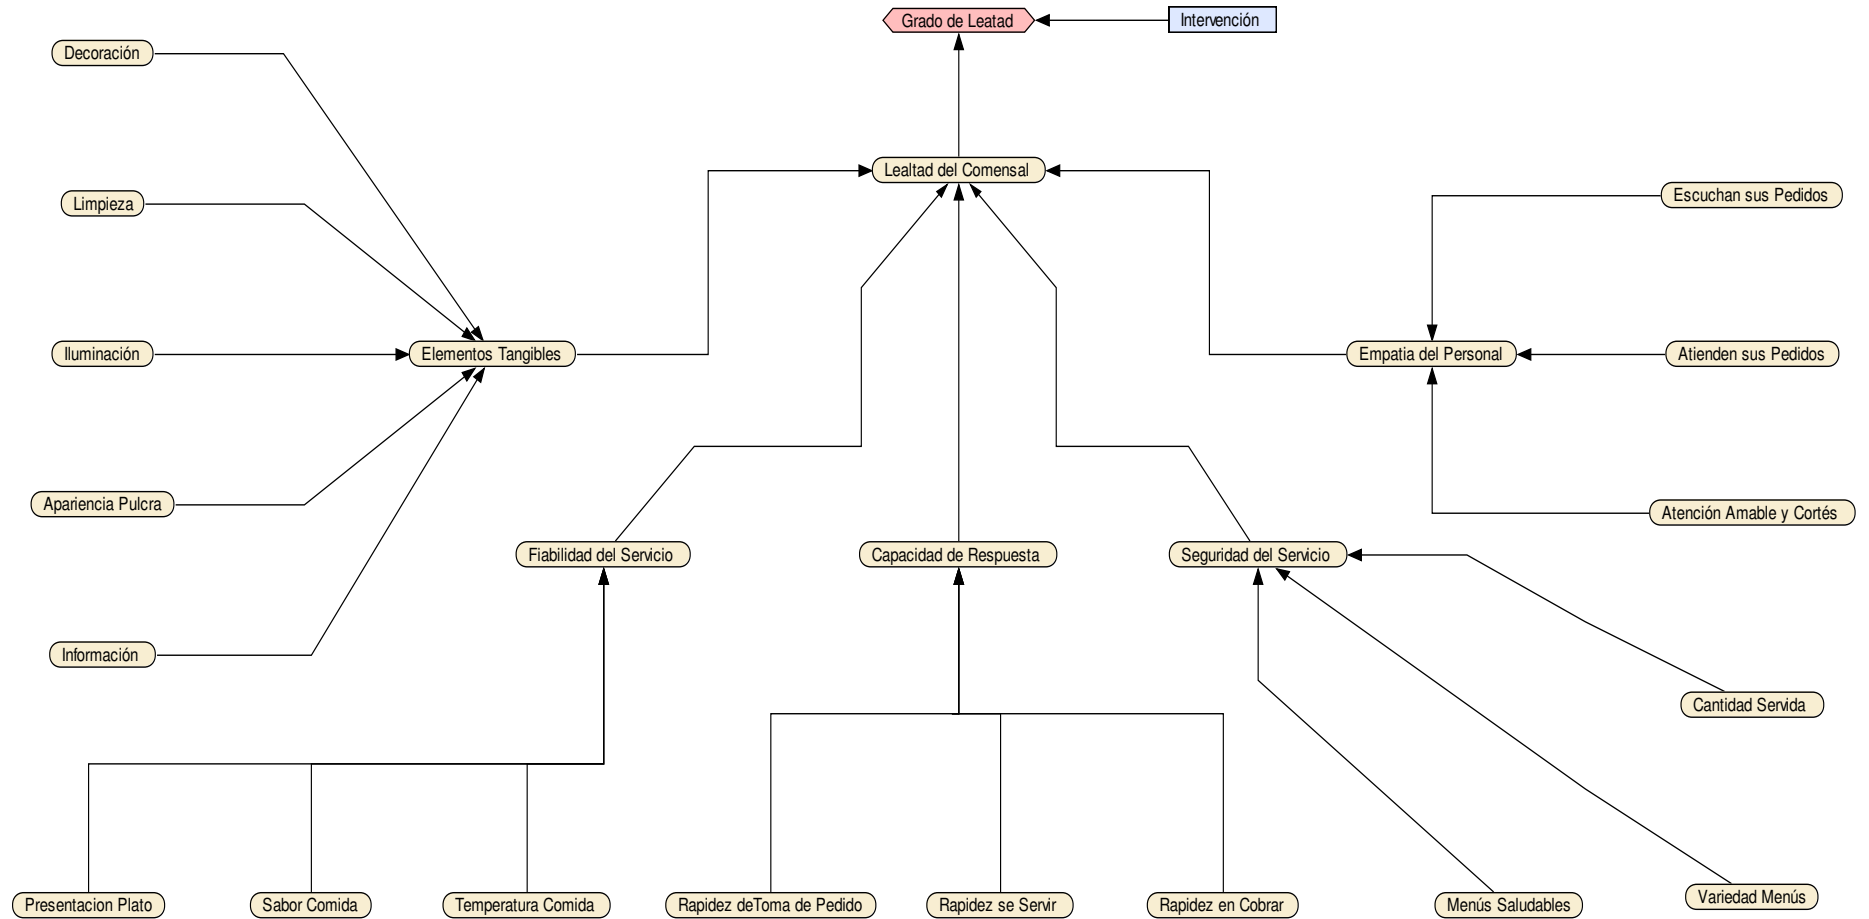 Grado de Leatad
Intervención
Decoración
Lealtad del Comensal
Escuchan sus Pedidos
Limpieza
Iluminación
Elementos Tangibles
Empatia del Personal
Atienden sus Pedidos
Apariencia Pulcra
Atención Amable y Cortés
Fiabilidad del Servicio
Capacidad de Respuesta
Seguridad del Servicio
Información
Cantidad Servida
Presentacion Plato
Sabor Comida
Temperatura Comida
Rapidez deToma de Pedido
Rapidez se Servir
Rapidez en Cobrar
Menús Saludables
Variedad Menús